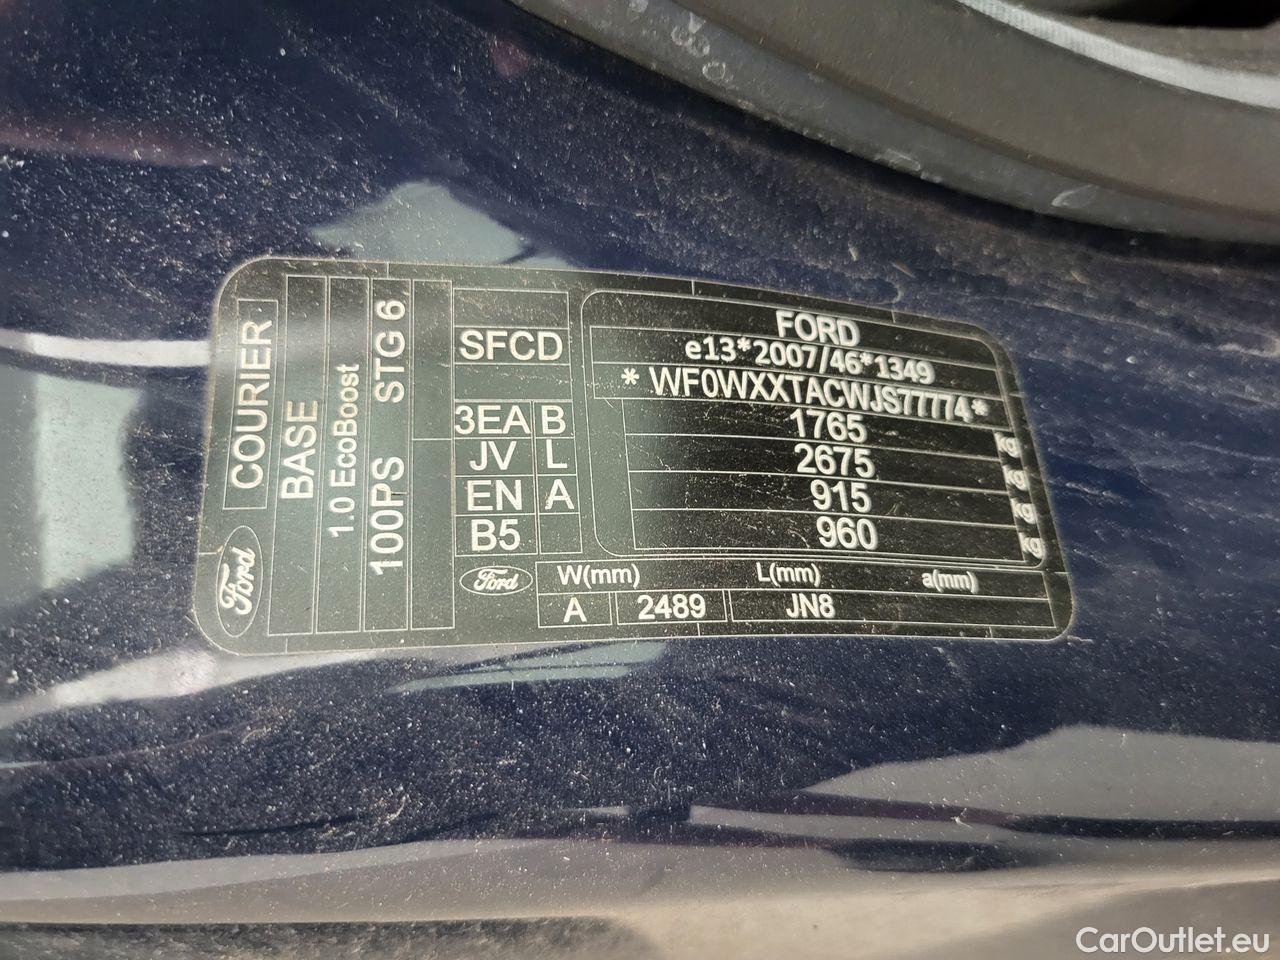 COURIER
BASE
1.0 EcoBoost
100PS STG 6
Ford
SFCD
3EA B
JV L
EN A
B5
FORD
e13*2007/46*1349
* WF0WXXTACWJS77774*
1765 kg
2675 kg
915 kg
960 kg
Ford
W(mm) L(mm) a(mm)
A 2489 JN8
CarOutlet.eu